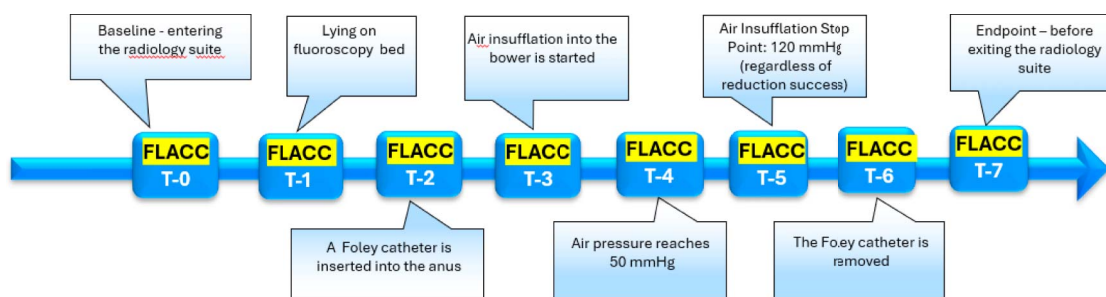 Baseline - entering
the radiology suite
Lying on
fluoroscopy bed
Air insufflation into the
bower is started
Air Insufflation Stop
Point: 120 mmHg
(regardless of
reduction success)
Endpoint – before
exiting the radiology
suite
FLACC
T-0
FLACC
T-1
FLACC
T-2
FLACC
T-3
FLACC
T-4
FLACC
T-5
FLACC
T-6
FLACC
T-7
A Foley catheter is
inserted into the anus
Air pressure reaches
50 mmHg
The Foley catheter is
removed